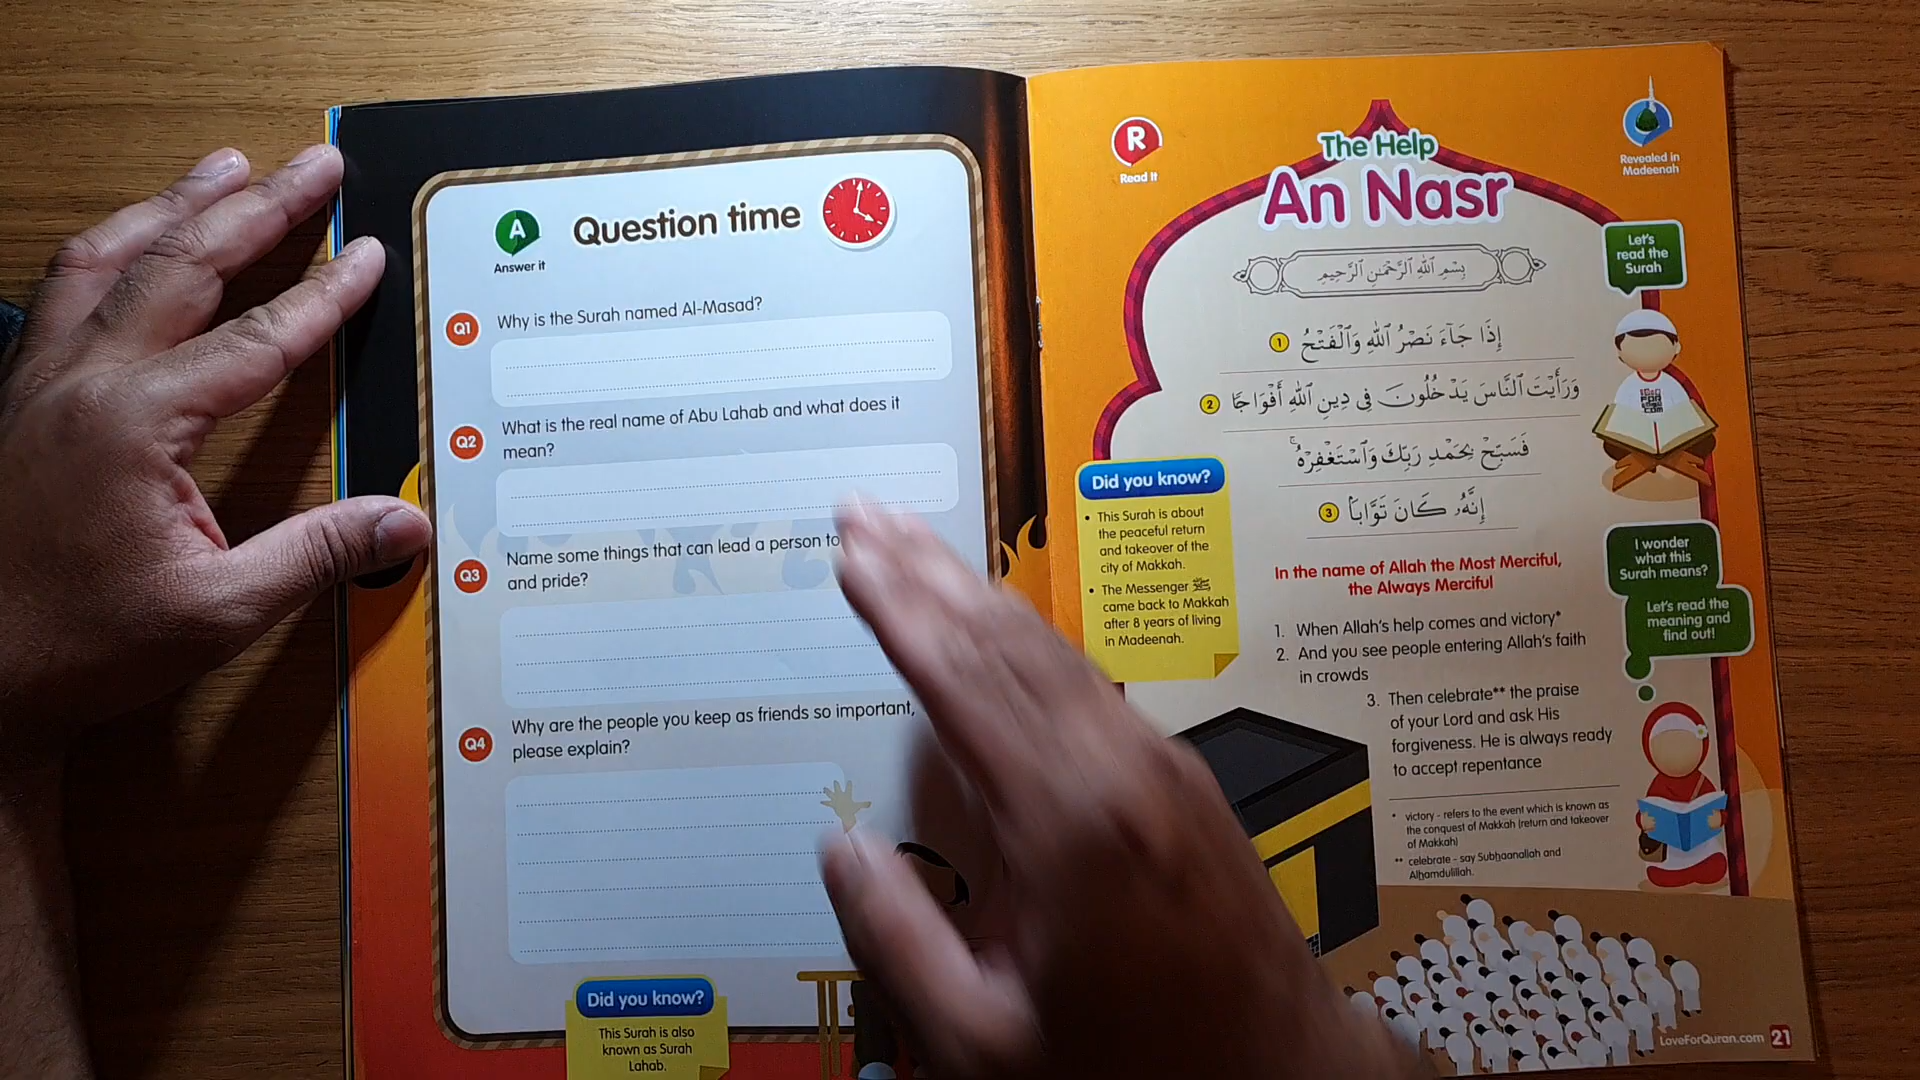 A
Answer it
Question time
Q1
Why is the Surah named Al-Masad?
Q2
What is the real name of Abu Lahab and what does it
mean?
Q3
Name some things that can lead a person to
and pride?
Q4
Why are the people you keep as friends so important,
please explain?
Did you know?
This Surah is also
known as Surah
Lahab.
R
Read it
The Help
An Nasr
Revealed in
Madeenah
Let's
read the
Surah
بِسْمِ ٱللَّهِ ٱلرَّحْمَٰنِ ٱلرَّحِيمِ
إِذَا جَآءَ نَصْرُ ٱللَّهِ وَٱلْفَتْحُ 1
وَرَأَيْتَ ٱلنَّاسَ يَدْخُلُونَ فِى دِينِ ٱللَّهِ أَفْوَاجًا 2
فَسَبِّحْ بِحَمْدِ رَبِّكَ وَٱسْتَغْفِرْهُ ۚ
إِنَّهُۥ كَانَ تَوَّابًۢا 3
Did you know?
• This Surah is about
the peaceful return
and takeover of the
city of Makkah.
• The Messenger ﷺ
came back to Makkah
after 8 years of living
in Madeenah.
In the name of Allah the Most Merciful,
the Always Merciful
I wonder
what this
Surah means?
Let's read the
meaning and
find out!
1. When Allah's help comes and victory*
2. And you see people entering Allah's faith
in crowds
3. Then celebrate** the praise
of your Lord and ask His
forgiveness. He is always ready
to accept repentance
* victory - refers to the event which is known as
the conquest of Makkah (return and takeover
of Makkah)
** celebrate - say Subhaanallah and
Alhamdulillah.
LoveForQuran.com 21